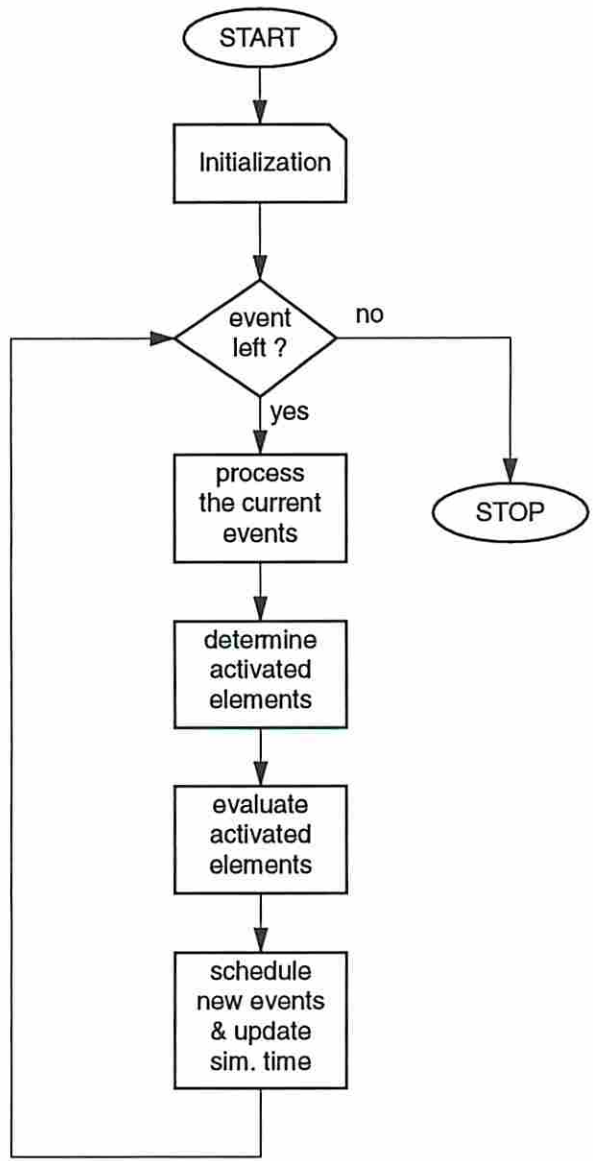 START
Initialization
event
left ?
no
yes
process
the current
events
STOP
determine
activated
elements
evaluate
activated
elements
schedule
new events
& update
sim. time